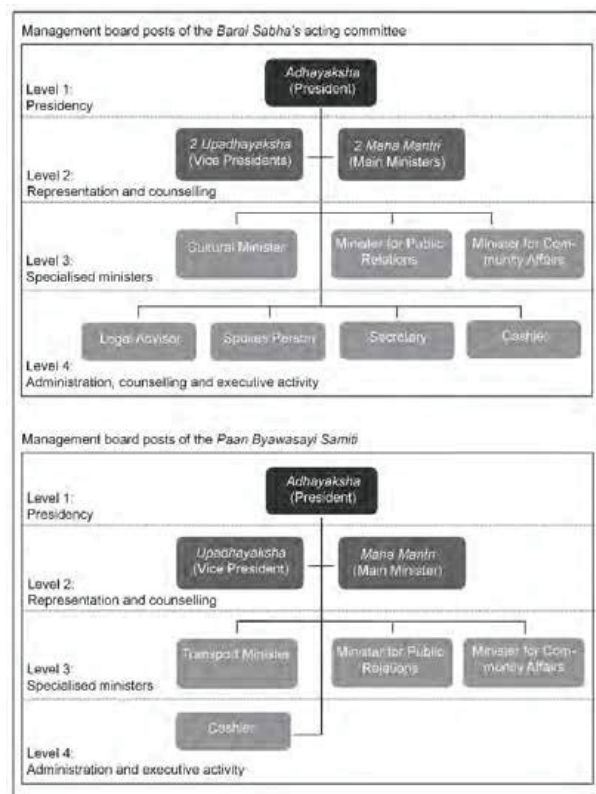 Management board posts of the Barai Sabha's acting committee
Adhayaksha
(President)
Level 1:
Presidency
2 Upadhayaksha
(Vice Presidents)
2 Maha Mantri
(Main Ministers)
Level 2:
Representation and counselling
Cultural Minister
Minister for Public
Relations
Minister for Com-
munity Affairs
Level 3:
Specialised ministers
Legal Advisor
Spokes Person
Secretary
Cashier
Level 4:
Administration, counselling and executive activity
Management board posts of the Paan Byawasayi Samiti
Adhayaksha
(President)
Level 1:
Presidency
Upadhayaksha
(Vice President)
Maha Mantri
(Main Minister)
Level 2:
Representation and counselling
Transport Minister
Minister for Public
Relations
Minister for Com-
munity Affairs
Level 3:
Specialised ministers
Cashier
Level 4:
Administration and executive activity